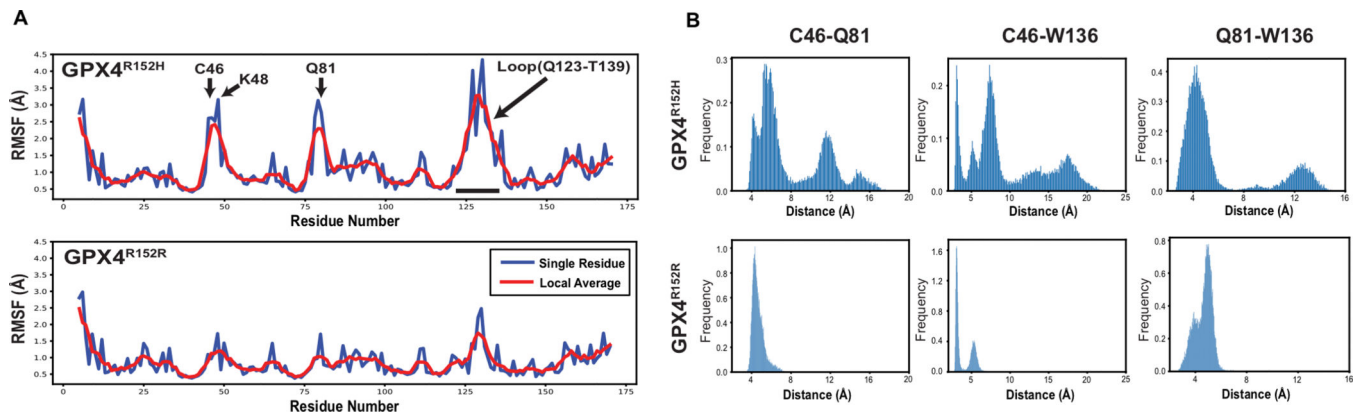 A
GPX4R152H
C46
K48
Q81
Loop(Q123-T139)
RMSF (Å)
4.5
4.0
3.5
3.0
2.5
2.0
1.5
1.0
0.5
0
25
50
75
100
125
150
175
Residue Number
GPX4R152R
Single Residue
Local Average
RMSF (Å)
4.5
4.0
3.5
3.0
2.5
2.0
1.5
1.0
0.5
0
25
50
75
100
125
150
175
Residue Number
B
C46-Q81
C46-W136
Q81-W136
GPX4R152H
Frequency
0.3
0.2
0.1
0.0
4
8
12
16
20
Distance (Å)
Frequency
0.2
0.1
0.0
5
10
15
20
25
Distance (Å)
Frequency
0.4
0.3
0.2
0.1
0.0
4
8
12
16
Distance (Å)
GPX4R152R
Frequency
1.0
0.8
0.6
0.4
0.2
0.0
4
8
12
16
20
Distance (Å)
Frequency
1.6
1.2
0.8
0.4
0.0
5
10
15
20
25
Distance (Å)
Frequency
0.8
0.6
0.4
0.2
0.0
4
8
12
16
Distance (Å)